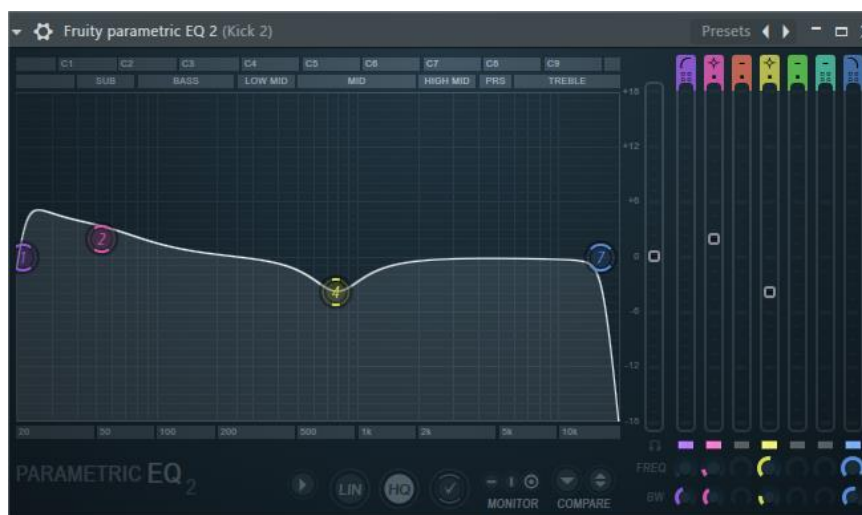 Fruity parametric EQ 2 (Kick 2) Presets
C1 C2 C3 C4 C5 C6 C7 C8 C9
SUB BASS LOW MID MID HIGH MID PRS TREBLE
+18
+12
+6
0
-6
-12
-18
1 2 4 7
20 50 100 200 500 1k 2k 5k 10k
PARAMETRIC EQ 2
LIN HQ
MONITOR COMPARE
FREQ
BW